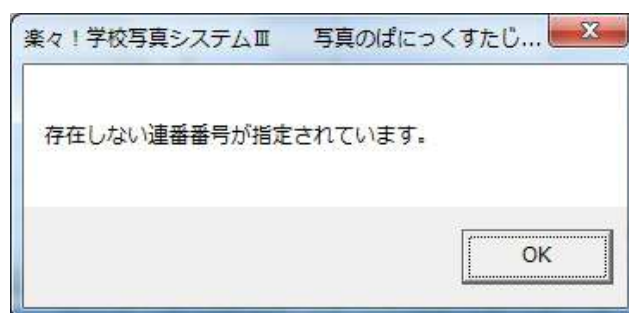 楽々！学校写真システムⅢ　　写真のぱにっくすたじ...
存在しない連番番号が指定されています。
OK